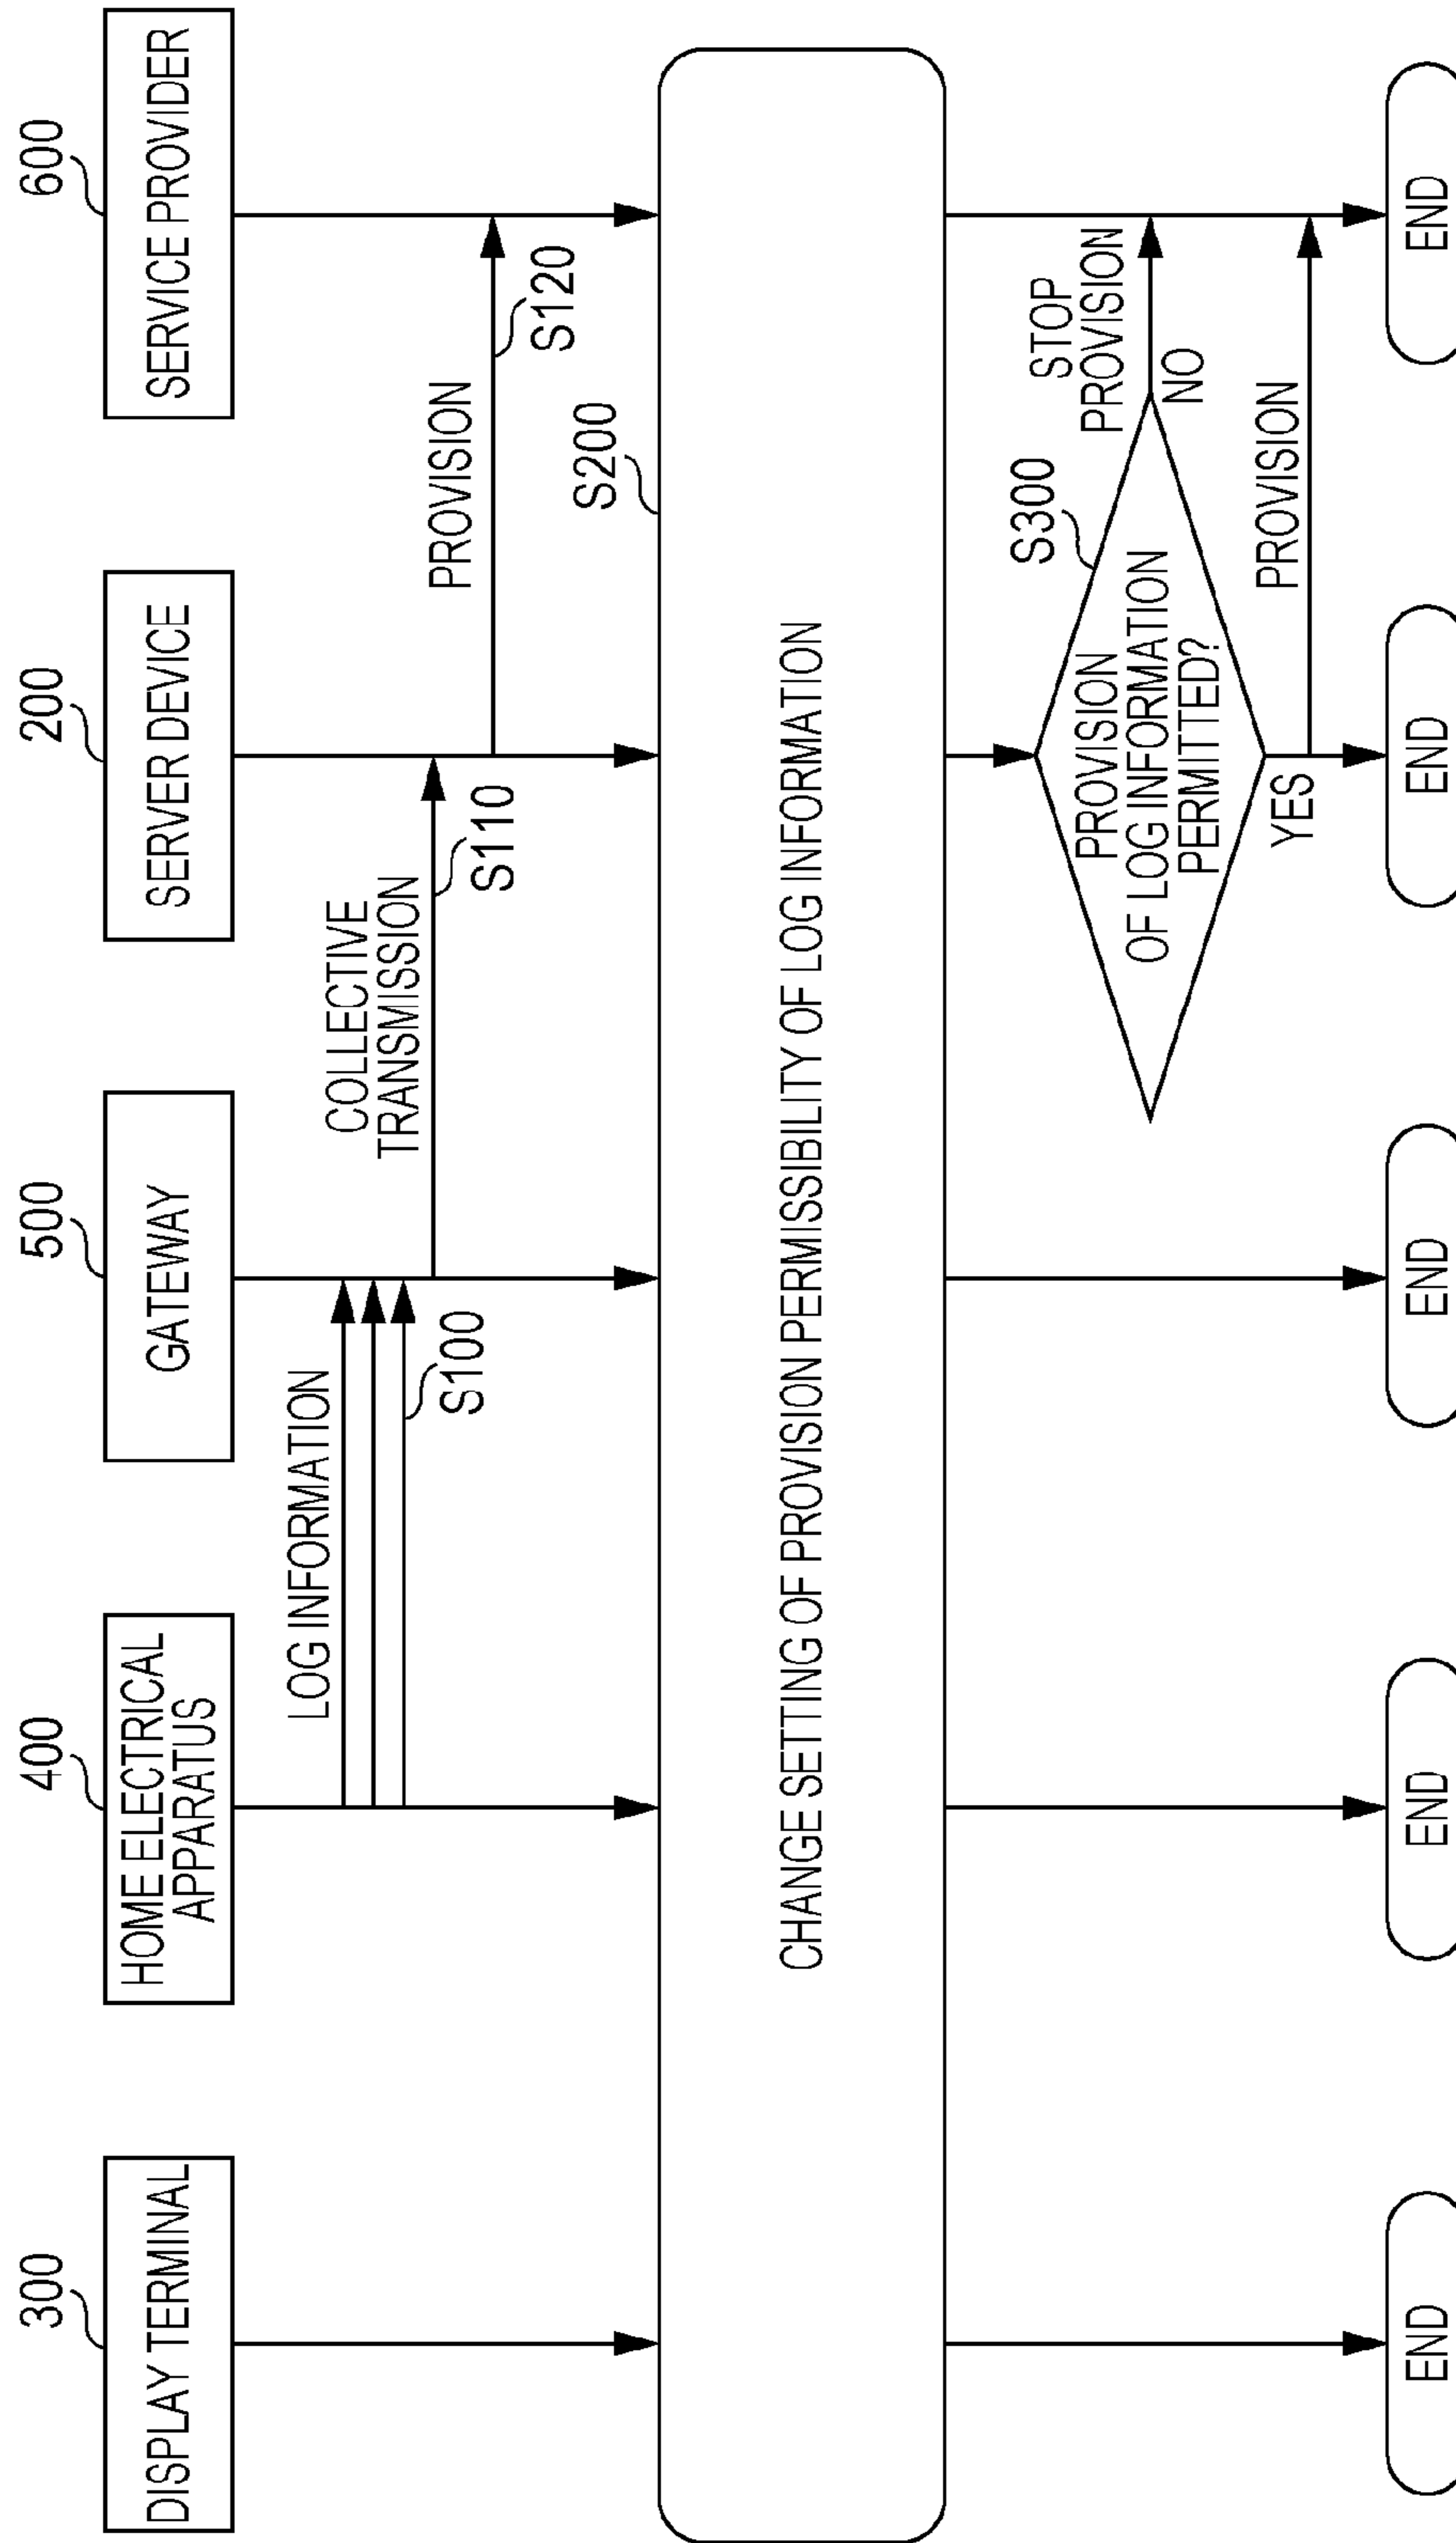 300
DISPLAY TERMINAL
400
HOME ELECTRICAL
APPARATUS
500
GATEWAY
200
SERVER DEVICE
600
SERVICE PROVIDER
LOG INFORMATION
S100
COLLECTIVE
TRANSMISSION
S110
PROVISION
S120
S200
CHANGE SETTING OF PROVISION PERMISSIBILITY OF LOG INFORMATION
S300
PROVISION
OF LOG INFORMATION
PERMITTED?
STOP
PROVISION
NO
YES
PROVISION
END
END
END
END
END